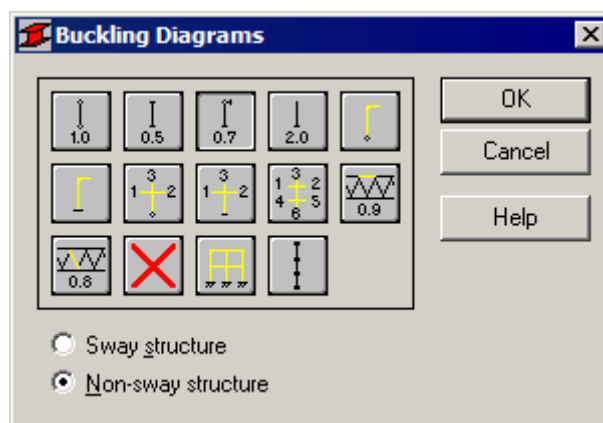 Buckling Diagrams
1.0 0.5 0.7 2.0
3 3 3
1 2 1 2 1 2
4 5
6
0.9
0.8
OK
Cancel
Help
Sway structure
Non-sway structure